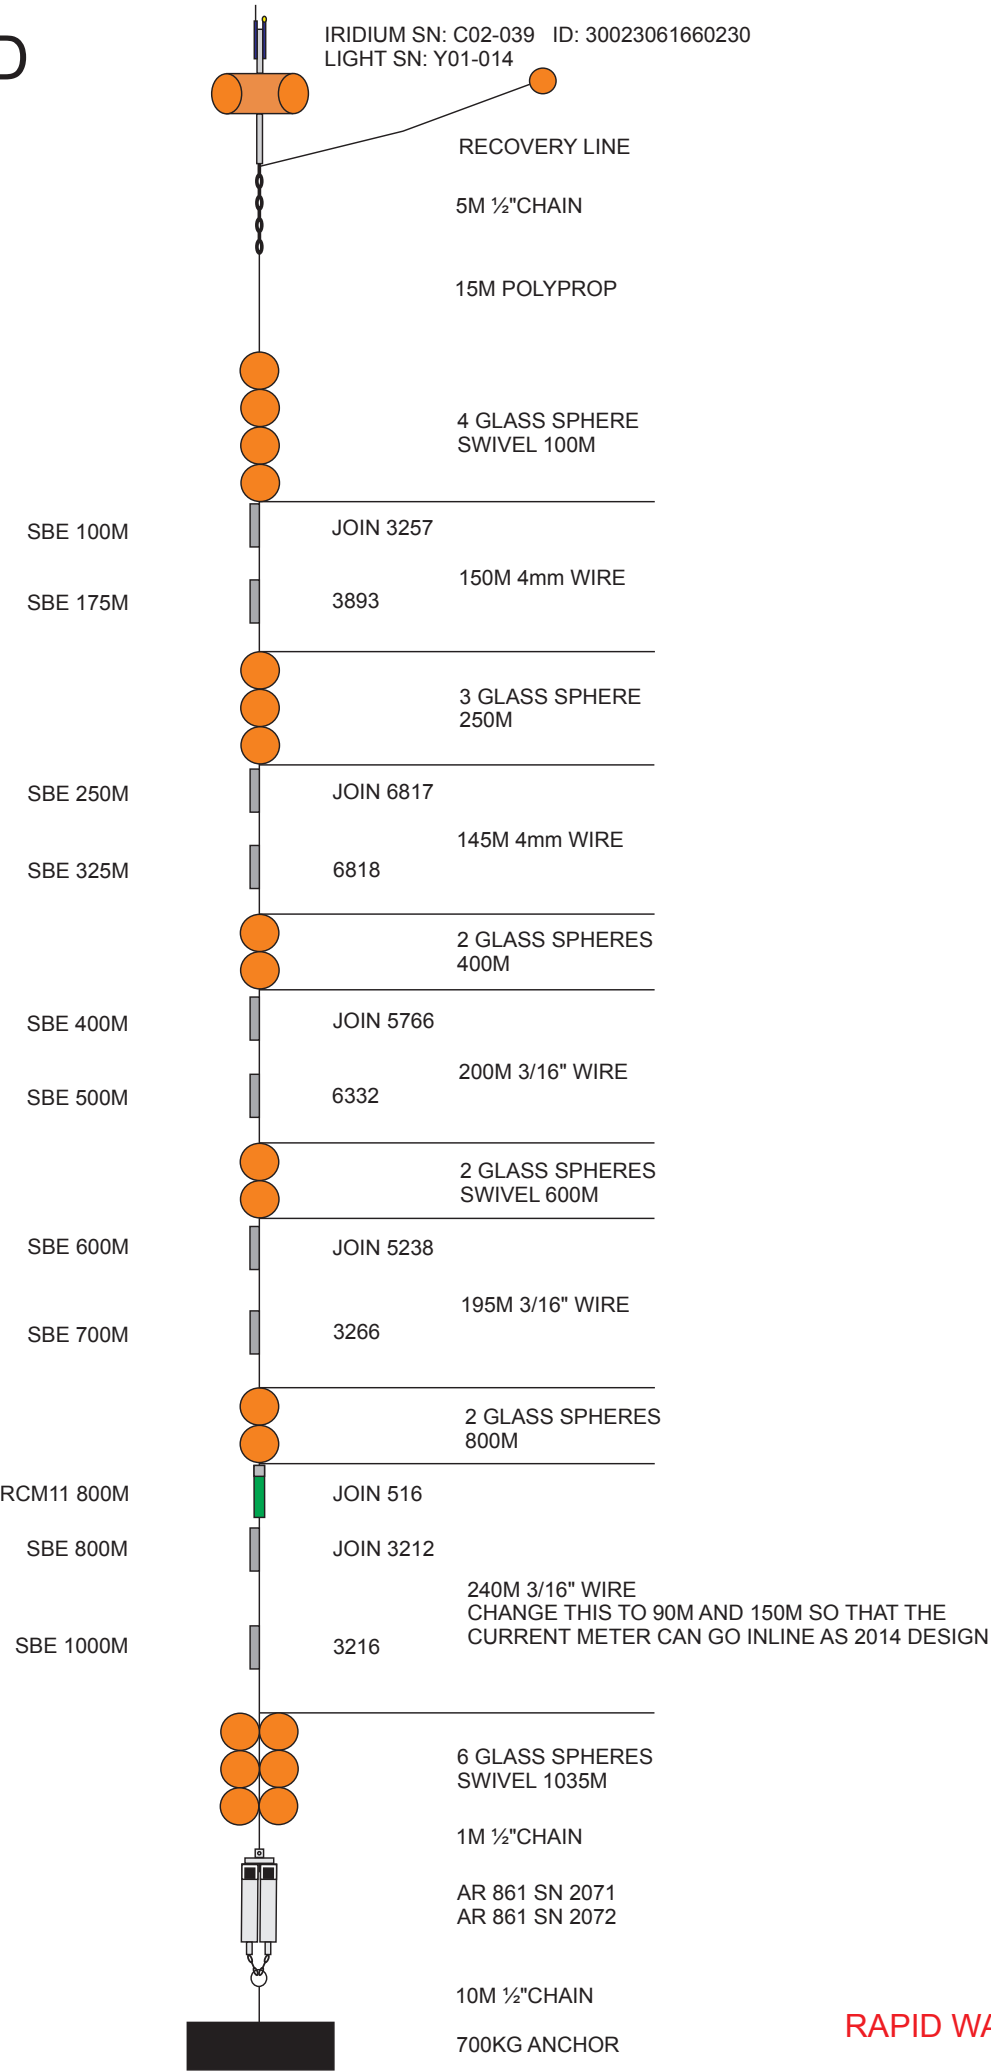 D
IRIDIUM SN: C02-039 ID: 30023061660230
LIGHT SN: Y01-014
RECOVERY LINE
5M ½"CHAIN
15M POLYPROP
4 GLASS SPHERE
SWIVEL 100M
SBE 100M
JOIN 3257
150M 4mm WIRE
SBE 175M
3893
3 GLASS SPHERE
250M
SBE 250M
JOIN 6817
145M 4mm WIRE
SBE 325M
6818
2 GLASS SPHERES
400M
SBE 400M
JOIN 5766
200M 3/16" WIRE
SBE 500M
6332
2 GLASS SPHERES
SWIVEL 600M
SBE 600M
JOIN 5238
195M 3/16" WIRE
SBE 700M
3266
2 GLASS SPHERES
800M
RCM11 800M
JOIN 516
SBE 800M
JOIN 3212
240M 3/16" WIRE
CHANGE THIS TO 90M AND 150M SO THAT THE
CURRENT METER CAN GO INLINE AS 2014 DESIGN
SBE 1000M
3216
6 GLASS SPHERES
SWIVEL 1035M
1M ½"CHAIN
AR 861 SN 2071
AR 861 SN 2072
10M ½"CHAIN
700KG ANCHOR
RAPID WA